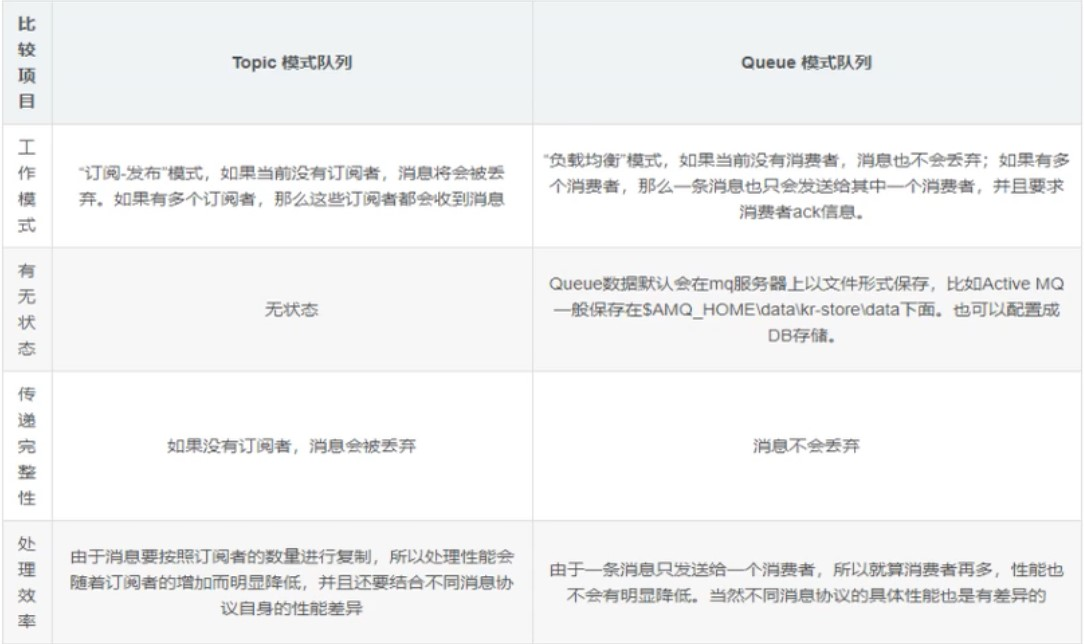 比较项目
Topic 模式队列
Queue 模式队列
工作模式
“订阅-发布”模式，如果当前没有订阅者，消息将会被丢
弃。如果有多个订阅者，那么这些订阅者都会收到消息
“负载均衡”模式，如果当前没有消费者，消息也不会丢弃；如果有多
个消费者，那么一条消息也只会发送给其中一个消费者，并且要求
消费者ack信息。
有无状态
无状态
Queue数据默认会在mq服务器上以文件形式保存，比如Active MQ
一般保存在$AMQ_HOME\data\kr-store\data下面。也可以配置成
DB存储。
传递完整性
如果没有订阅者，消息会被丢弃
消息不会丢弃
处理效率
由于消息要按照订阅者的数量进行复制，所以处理性能会
随着订阅者的增加而明显降低，并且还要结合不同消息协
议自身的性能差异
由于一条消息只发送给一个消费者，所以就算消费者再多，性能也
不会有明显降低。当然不同消息协议的具体性能也是有差异的